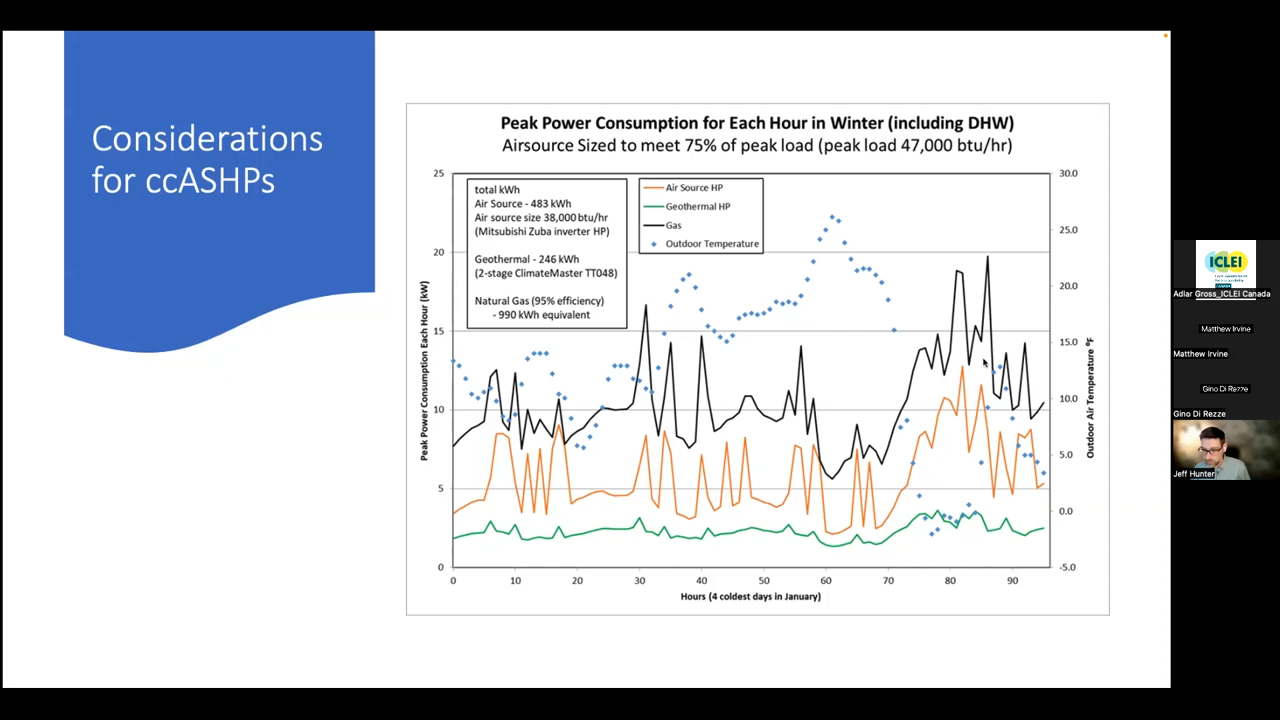 Considerations
for ccASHPs
Peak Power Consumption for Each Hour in Winter (including DHW)
Airsource Sized to meet 75% of peak load (peak load 47,000 btu/hr)
total kWh
Air Source - 483 kWh
Air source size 38,000 btu/hr
(Mitsubishi Zuba inverter HP)
Geothermal - 246 kWh
(2-stage ClimateMaster TT048)
Natural Gas (95% efficiency)
- 990 kWh equivalent
Air Source HP
Geothermal HP
Gas
Outdoor Temperature
Peak Power Consumption Each Hour (kW)
25
20
15
10
5
0
30.0
25.0
20.0
15.0
10.0
5.0
0.0
-5.0
Outdoor Air Temperature ºF
0 10 20 30 40 50 60 70 80 90
Hours (4 coldest days in January)
ICLEI
Adlar Gross_ICLEI Canada
Matthew Irvine
Matthew Irvine
Gino Di Rezze
Gino Di Rezze
Jeff Hunter